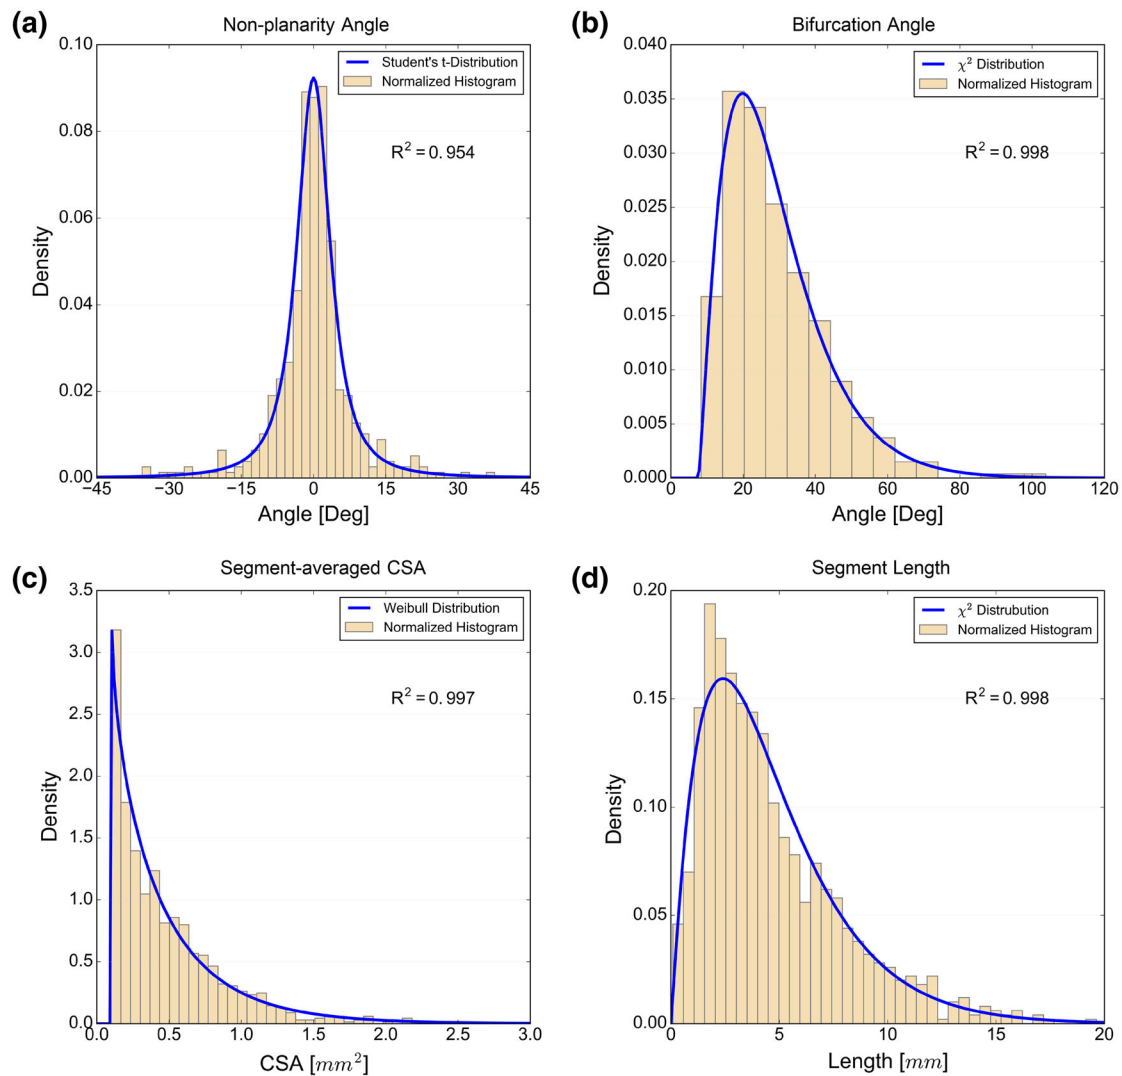 (a)
Non-planarity Angle
0.10
0.08
0.06
0.04
0.02
0.00
Density
Student's t-Distribution
Normalized Histogram
R² = 0.954
−45 −30 −15 0 15 30 45
Angle [Deg]
(b)
Bifurcation Angle
0.040
0.035
0.030
0.025
0.020
0.015
0.010
0.005
0.000
Density
χ² Distribution
Normalized Histogram
R² = 0.998
0 20 40 60 80 100 120
Angle [Deg]
(c)
Segment-averaged CSA
3.5
3.0
2.5
2.0
1.5
1.0
0.5
0.0
Density
Weibull Distribution
Normalized Histogram
R² = 0.997
0.0 0.5 1.0 1.5 2.0 2.5 3.0
CSA [mm²]
(d)
Segment Length
0.20
0.15
0.10
0.05
0.00
Density
χ² Distrubution
Normalized Histogram
R² = 0.998
0 5 10 15 20
Length [mm]